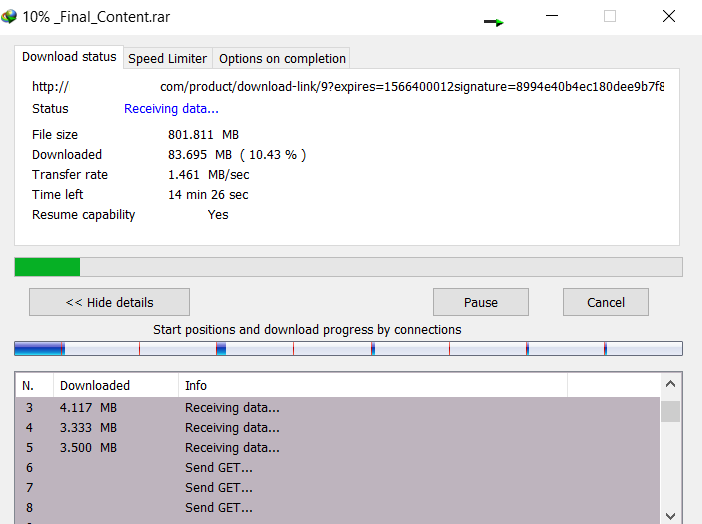 10% _Final_Content.rar
Download status Speed Limiter Options on completion
http:// com/product/download-link/9?expires=1566400012signature=8994e40b4ec180dee9b7f8
Status Receiving data...
File size 801.811 MB
Downloaded 83.695 MB ( 10.43 % )
Transfer rate 1.461 MB/sec
Time left 14 min 26 sec
Resume capability Yes
<< Hide details Pause Cancel
Start positions and download progress by connections
N. Downloaded Info
3 4.117 MB Receiving data...
4 3.333 MB Receiving data...
5 3.500 MB Receiving data...
6 Send GET...
7 Send GET...
8 Send GET...